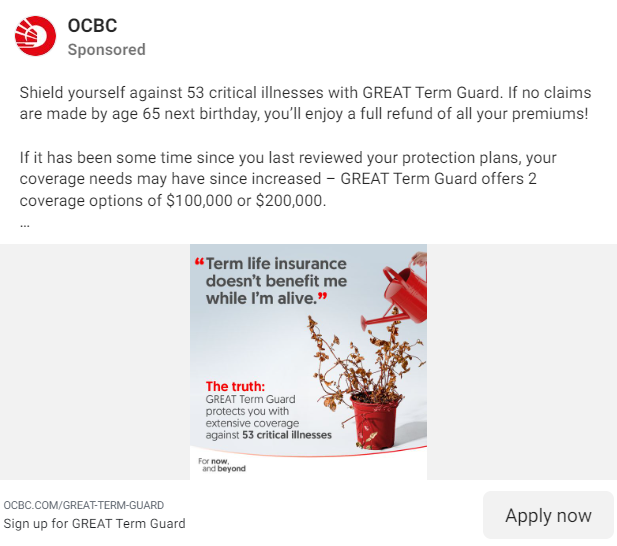 OCBC
Sponsored
Shield yourself against 53 critical illnesses with GREAT Term Guard. If no claims
are made by age 65 next birthday, you’ll enjoy a full refund of all your premiums!
If it has been some time since you last reviewed your protection plans, your
coverage needs may have since increased – GREAT Term Guard offers 2
coverage options of $100,000 or $200,000.
...
“Term life insurance
doesn’t benefit me
while I’m alive.”
The truth:
GREAT Term Guard
protects you with
extensive coverage
against 53 critical illnesses
For now,
and beyond
OCBC.COM/GREAT-TERM-GUARD
Sign up for GREAT Term Guard
Apply now